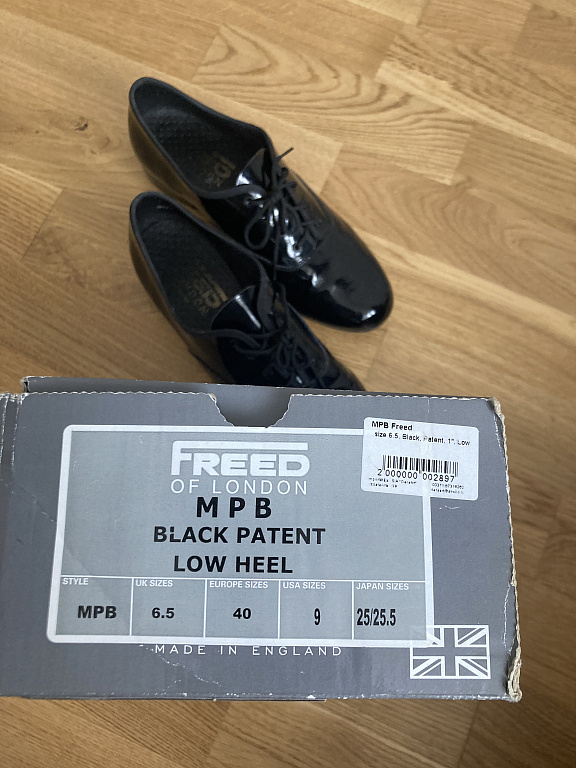 MPB Freed
size 6.5, Black, Patent, 1", Low
2 000000 002897
FREED
OF LONDON
MPB
BLACK PATENT
LOW HEEL
STYLE UK SIZES EUROPE SIZES USA SIZES JAPAN SIZES
MPB 6.5 40 9 25/25.5
MADE IN ENGLAND